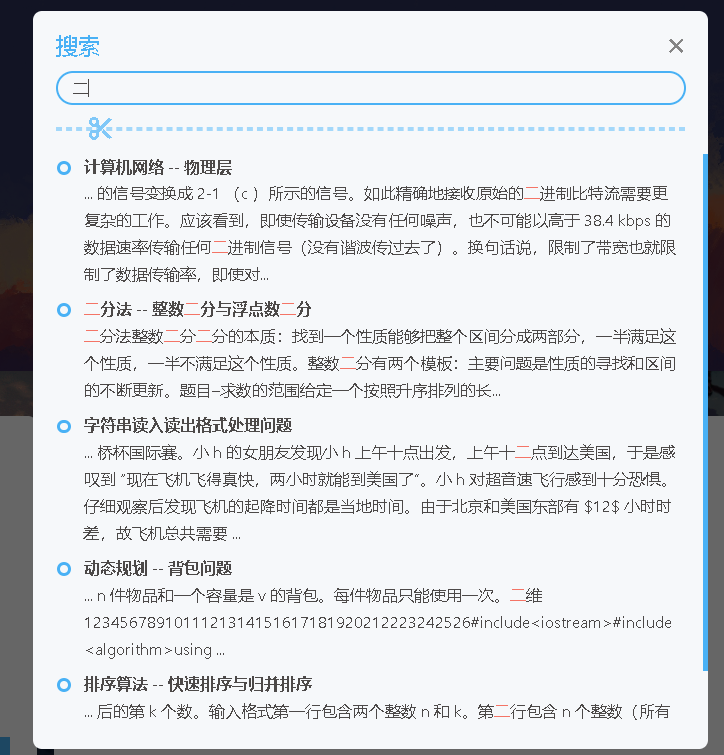 搜索
二
计算机网络 -- 物理层
... 的信号变换成 2-1 （c ）所示的信号。如此精确地接收原始的二进制比特流需要更
复杂的工作。应该看到，即使传输设备没有任何噪声，也不可能以高于 38.4 kbps 的
数据速率传输任何二进制信号（没有谐波传过去了）。换句话说，限制了带宽也就限
制了数据传输率，即使对...
二分法 -- 整数二分与浮点数二分
二分法整数二分二分的本质：找到一个性质能够把整个区间分成两部分，一半满足这
个性质，一半不满足这个性质。整数二分有两个模板：主要问题是性质的寻找和区间
的不断更新。题目–求数的范围给定一个按照升序排列的长...
字符串读入读出格式处理问题
... 桥杯国际赛。小 h 的女朋友发现小 h 上午十点出发，上午十二点到达美国，于是感
叹到 “现在飞机飞得真快，两小时就能到美国了”。小 h 对超音速飞行感到十分恐惧。
仔细观察后发现飞机的起降时间都是当地时间。由于北京和美国东部有 $12$ 小时时
差，故飞机总共需要 ...
动态规划 -- 背包问题
... n 件物品和一个容量是 v 的背包。每件物品只能使用一次。二维
1234567891011121314151617181920212223242526#include<iostream>#include
<algorithm>using ...
排序算法 -- 快速排序与归并排序
... 后的第 k 个数。输入格式第一行包含两个整数 n 和 k。第二行包含 n 个整数（所有